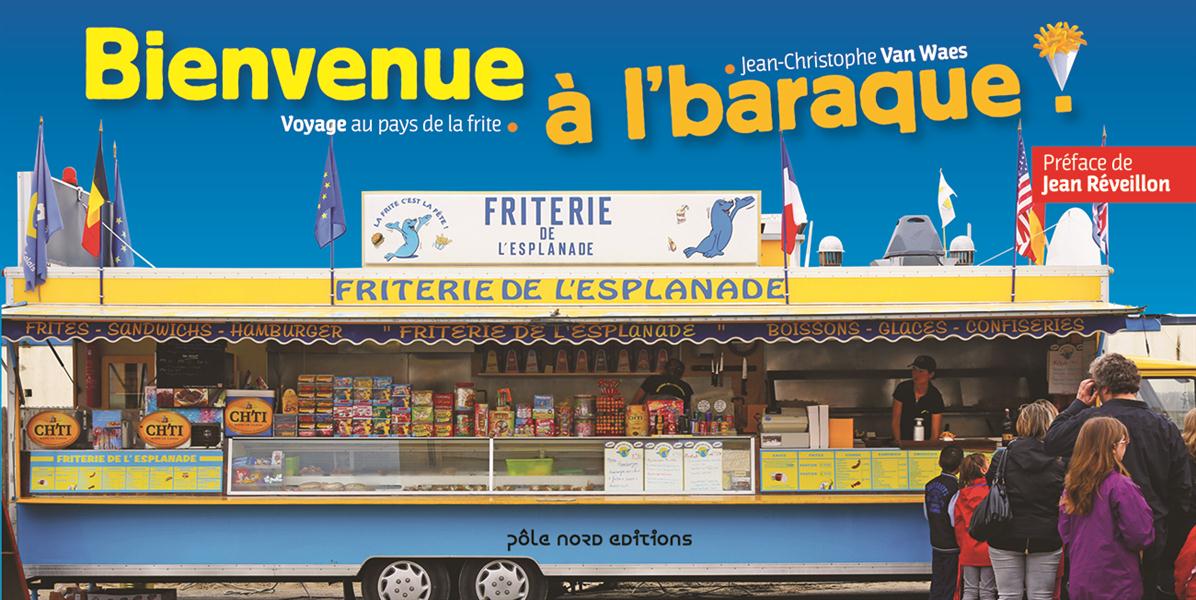 Bienvenue
à l'baraque !
Jean-Christophe Van Waes
Voyage au pays de la frite
Préface de
Jean Réveillon
LA FRITE C'EST LA FÊTE !
FRITERIE
DE
L'ESPLANADE
FRITERIE DE L'ESPLANADE
FRITES - SANDWICHS - HAMBURGER " FRITERIE DE L'ESPLANADE " BOISSONS - GLACES - CONFISERIES
CH'TI
CH'TI
CH'TI
CH'TI
FRITERIE DE L'ESPLANADE
pôle nord editions